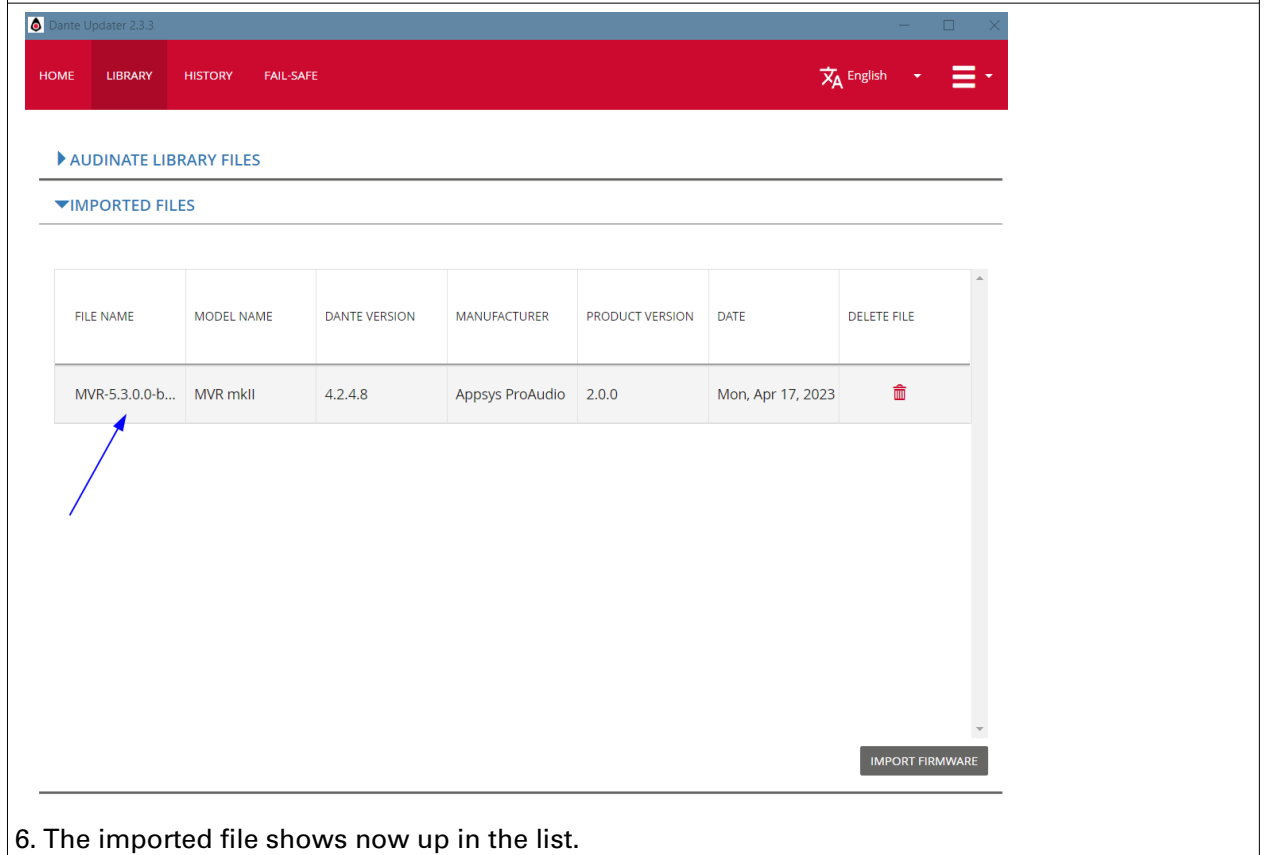 Dante Updater 2.3.3
HOME LIBRARY HISTORY FAIL-SAFE English
AUDINATE LIBRARY FILES
IMPORTED FILES
FILE NAME MODEL NAME DANTE VERSION MANUFACTURER PRODUCT VERSION DATE DELETE FILE
MVR-5.3.0.0-b... MVR mkII 4.2.4.8 Appsys ProAudio 2.0.0 Mon, Apr 17, 2023
IMPORT FIRMWARE
6. The imported file shows now up in the list.